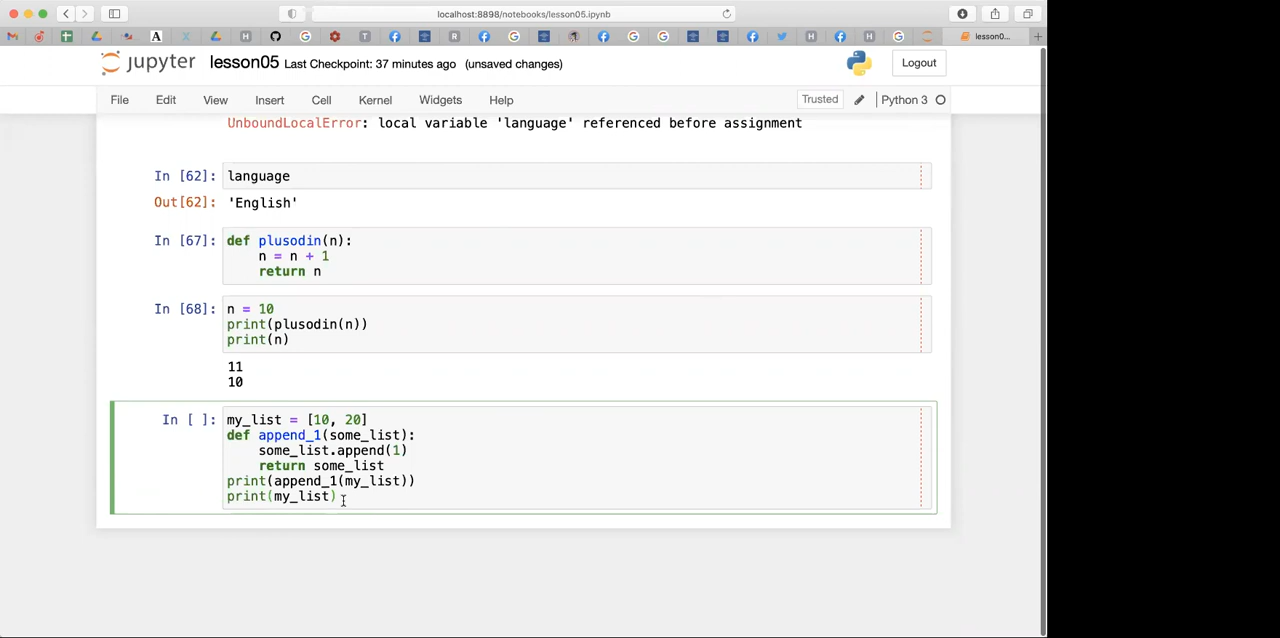 localhost:8898/notebooks/lesson05.ipynb
lesson0...
jupyter lesson05 Last Checkpoint: 37 minutes ago (unsaved changes)
Logout
File Edit View Insert Cell Kernel Widgets Help Trusted Python 3
UnboundLocalError: local variable 'language' referenced before assignment
In [62]: language
Out[62]: 'English'
In [67]: def plusodin(n):
n = n + 1
return n
In [68]: n = 10
print(plusodin(n))
print(n)
11
10
In [ ]: my_list = [10, 20]
def append_1(some_list):
some_list.append(1)
return some_list
print(append_1(my_list))
print(my_list)